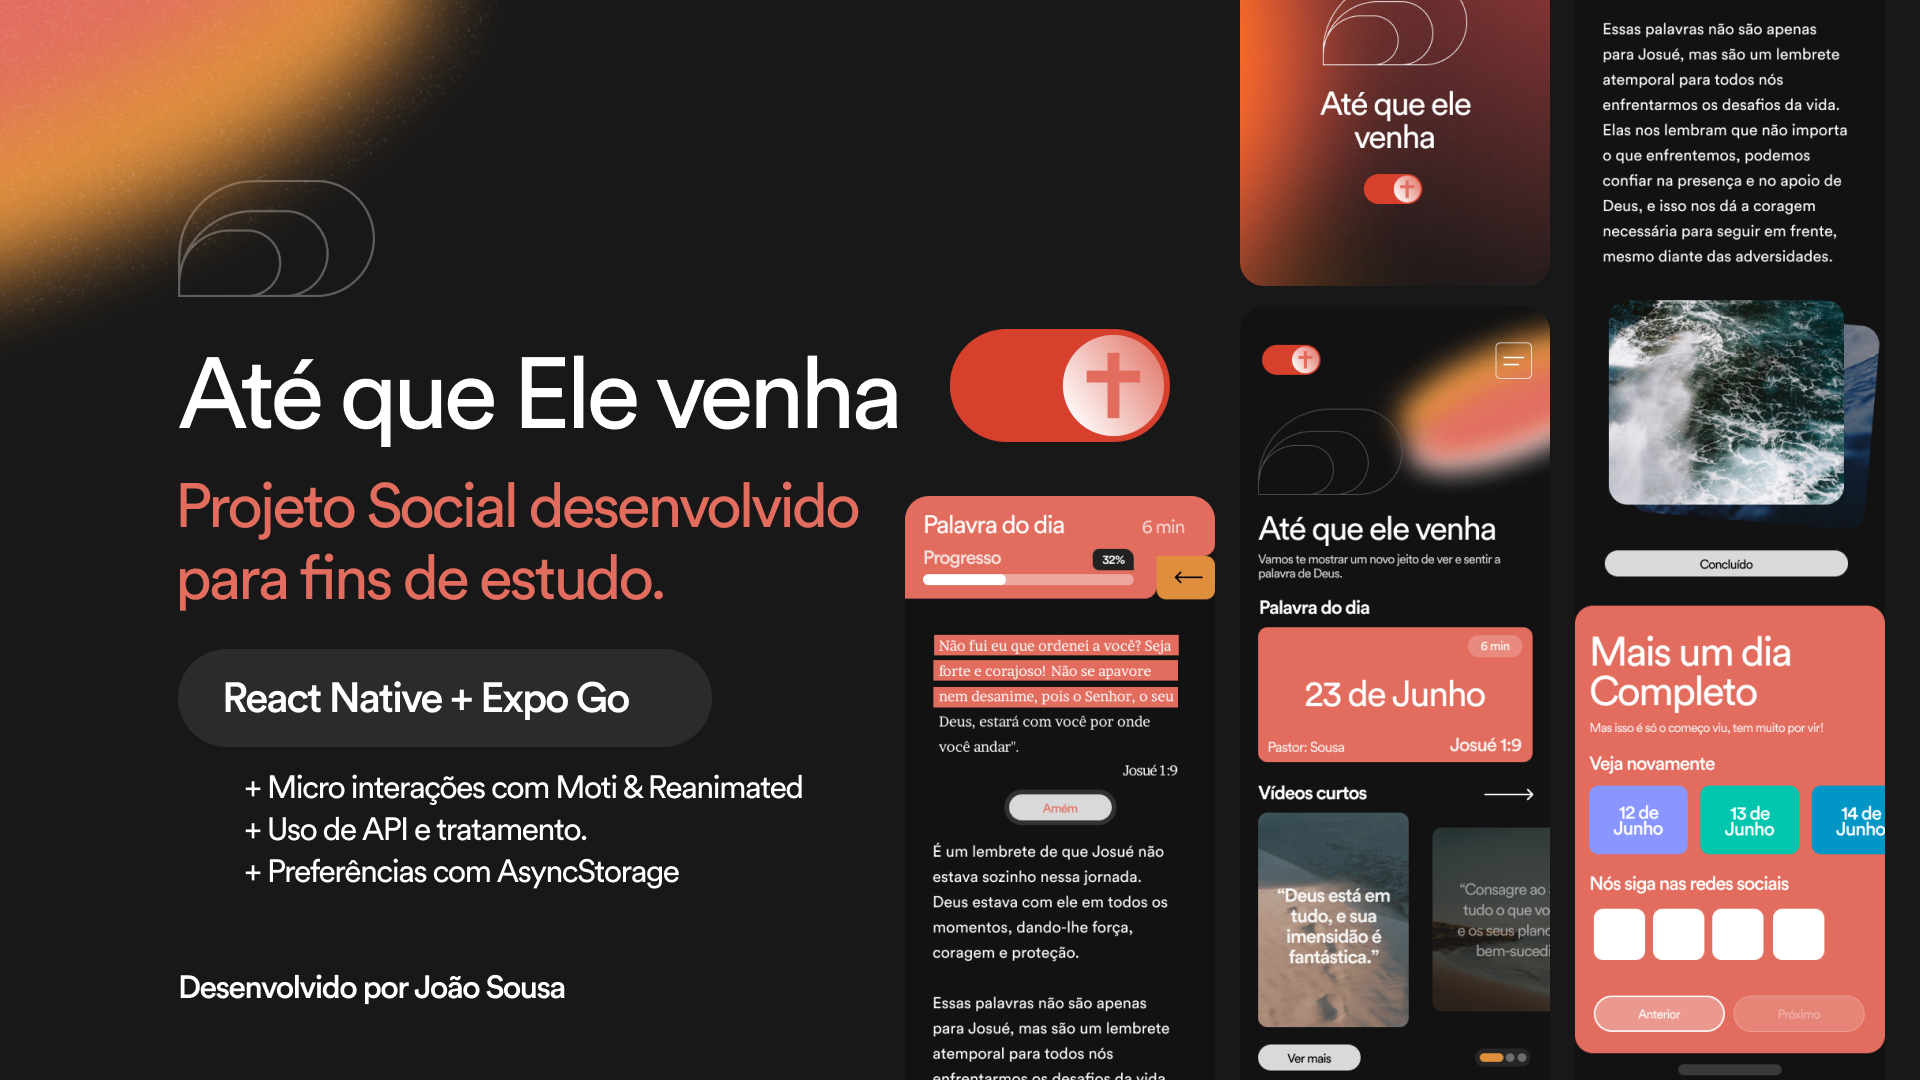 Até que Ele venha
Projeto Social desenvolvido
para fins de estudo.
React Native + Expo Go
+ Micro interações com Moti & Reanimated
+ Uso de API e tratamento.
+ Preferências com AsyncStorage
Desenvolvido por João Sousa
Palavra do dia
6 min
Progresso
32%
Não fui eu que ordenei a você? Seja
forte e corajoso! Não se apavore
nem desanime, pois o Senhor, o seu
Deus, estará com você por onde
você andar".
Josué 1:9
Amém
É um lembrete de que Josué não
estava sozinho nessa jornada.
Deus estava com ele em todos os
momentos, dando-lhe força,
coragem e proteção.
Essas palavras não são apenas
para Josué, mas são um lembrete
atemporal para todos nós
enfrentarmos os desafios da vida
Até que ele
venha
Até que ele venha
Vamos te mostrar um novo jeito de ver e sentir a
palavra de Deus.
Palavra do dia
6 min
23 de Junho
Pastor: Sousa
Josué 1:9
Vídeos curtos
“Deus está em
tudo, e sua
imensidão é
fantástica.”
“Consagre ao
tudo o que vo
e os seus plano
bem-sucedi
Ver mais
Essas palavras não são apenas
para Josué, mas são um lembrete
atemporal para todos nós
enfrentarmos os desafios da vida.
Elas nos lembram que não importa
o que enfrentemos, podemos
confiar na presença e no apoio de
Deus, e isso nos dá a coragem
necessária para seguir em frente,
mesmo diante das adversidades.
Concluído
Mais um dia
Completo
Mas isso é só o começo viu, tem muito por vir!
Veja novamente
12 de
Junho
13 de
Junho
14 de
Junho
Nós siga nas redes sociais
Anterior
Próximo